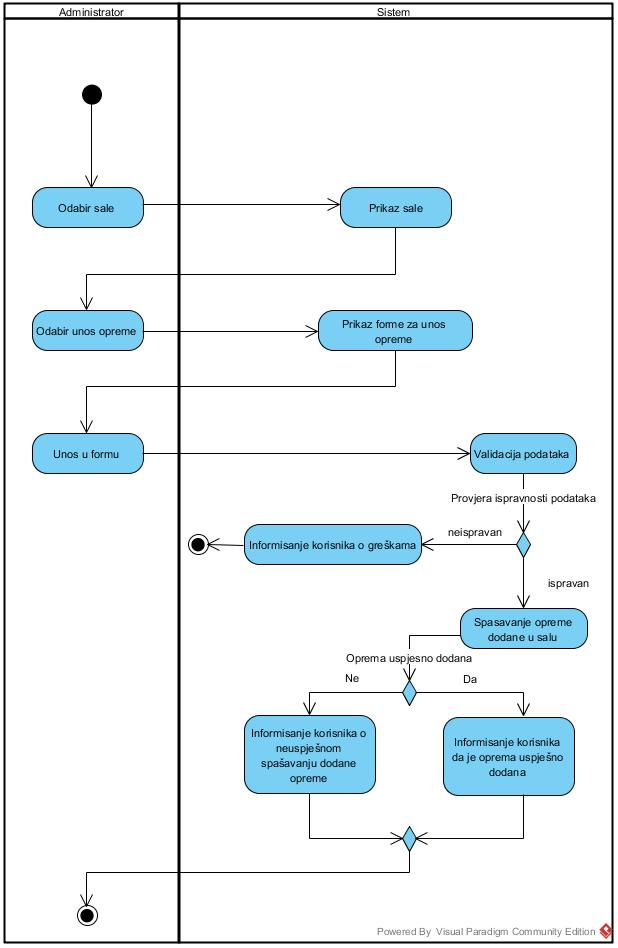 Administrator
Sistem
Odabir sale
Prikaz sale
Odabir unos opreme
Prikaz forme za unos
opreme
Unos u formu
Validacija podataka
Provjera ispravnosti podataka
neispravan
Informisanje korisnika o greškama
ispravan
Spasavanje opreme
dodane u salu
Oprema uspjesno dodana
Ne
Da
Informisanje korisnika o
neuspješnom
spašavanju dodane
opreme
Informisanje korisnika
da je oprema uspješno
dodana
Powered By Visual Paradigm Community Edition